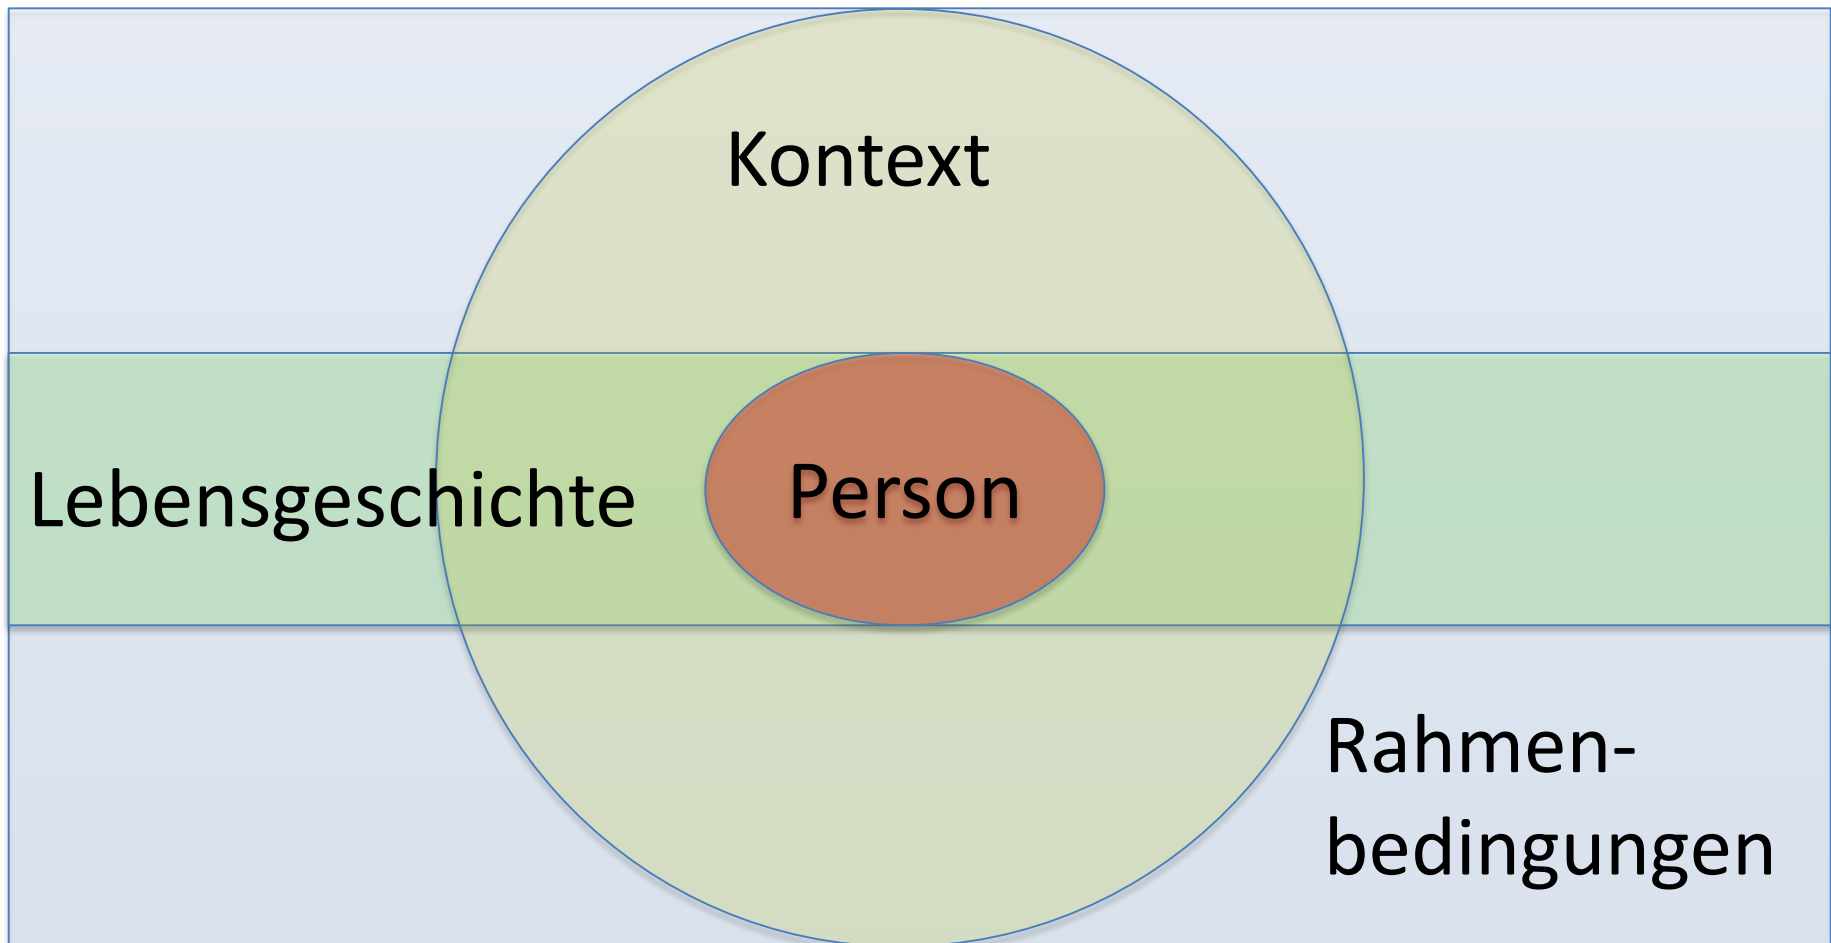 Kontext
Lebensgeschichte
Person
Rahmen-
bedingungen